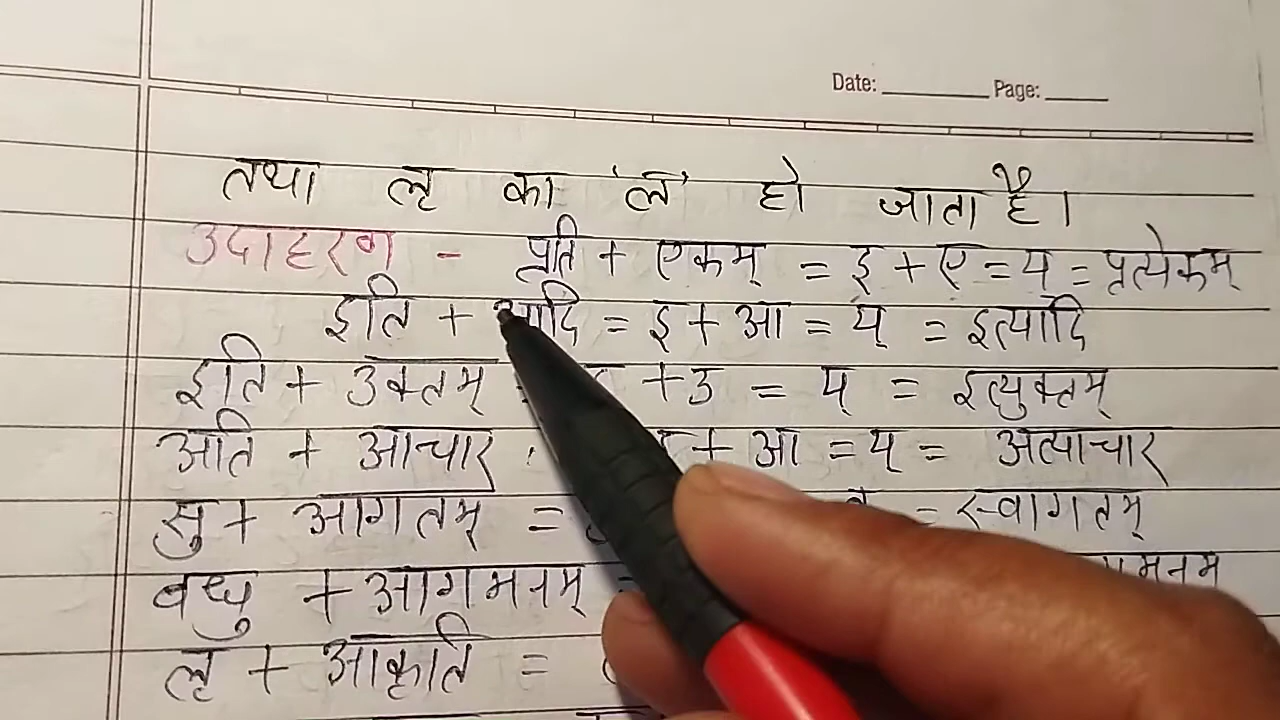 Date: Page:
तथा ऌ का 'ल्' हो जाता है।
उदाहरण - प्रति + एकम् = इ + ए = य् = प्रत्येकम्
इति + आदि = इ + आ = य् = इत्यादि
इति + उक्तम् + उ = य् = इत्युक्तम्
अति + आचार + आ = य् = अत्याचार
सु + आगतम् = = स्वागतम्
बधु + आगमनम्
ऌ + आकृति =